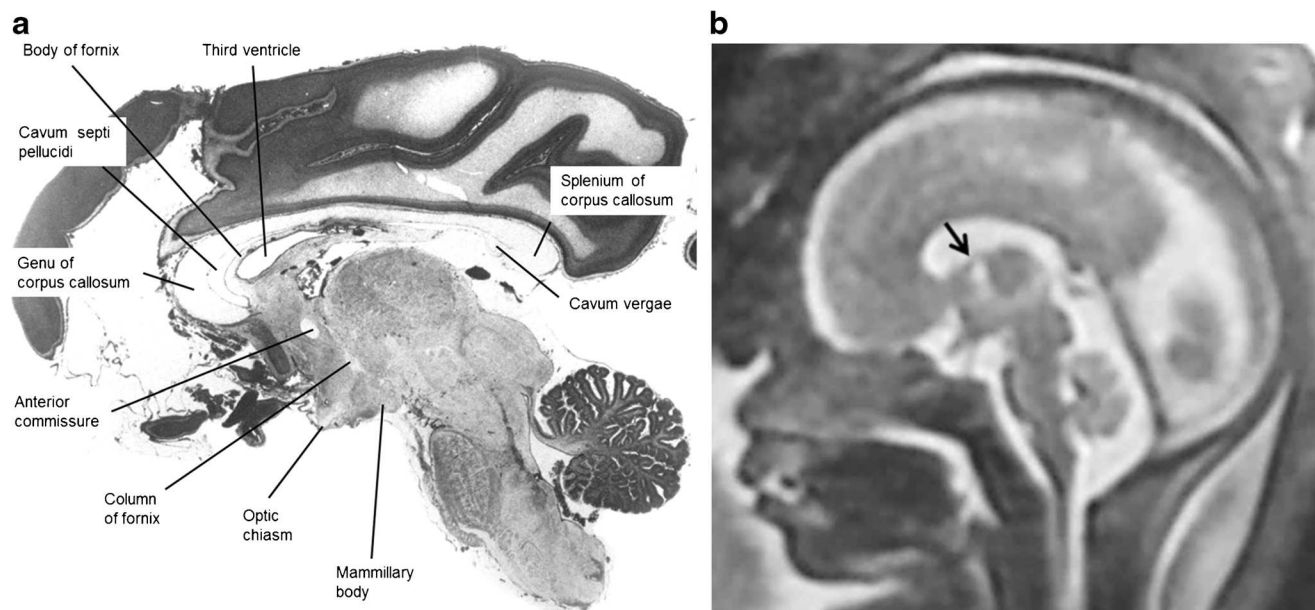 a
b
Body of fornix
Third ventricle
Cavum septi
pellucidi
Splenium of
corpus callosum
Genu of
corpus callosum
Cavum vergae
Anterior
commissure
Column
of fornix
Optic
chiasm
Mammillary
body